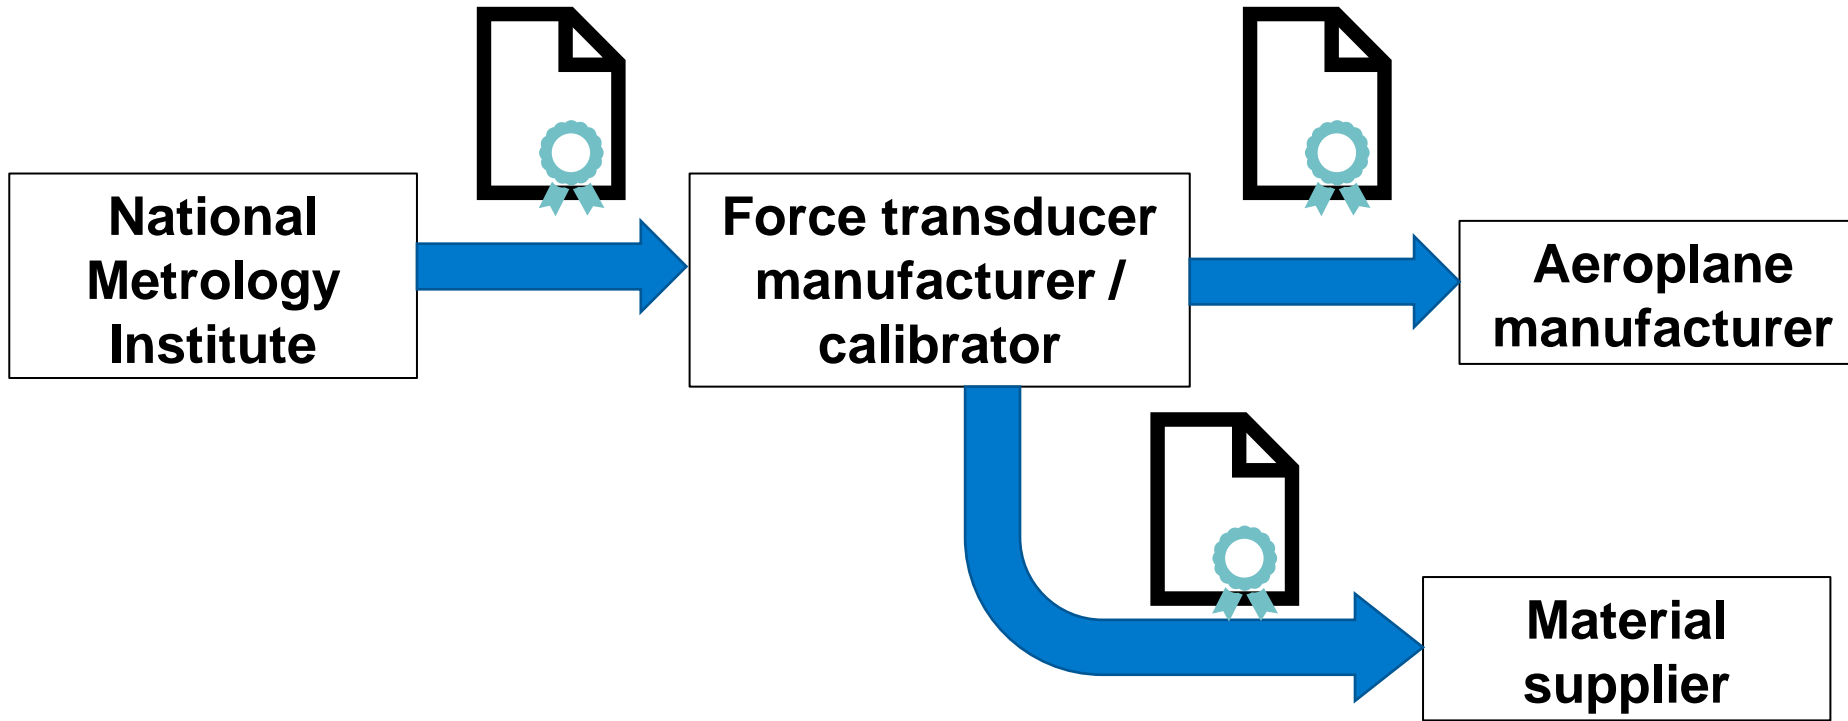 National
Metrology
Institute
Force transducer
manufacturer /
calibrator
Aeroplane
manufacturer
Material
supplier